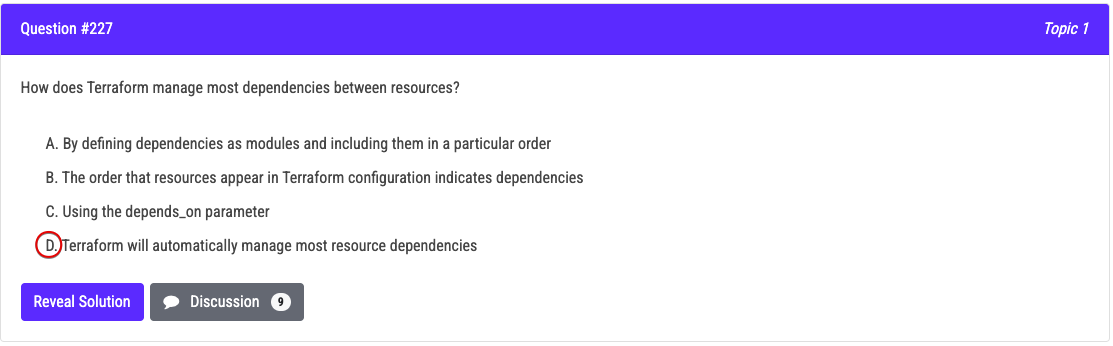 Question #227 Topic 1
How does Terraform manage most dependencies between resources?
A. By defining dependencies as modules and including them in a particular order
B. The order that resources appear in Terraform configuration indicates dependencies
C. Using the depends_on parameter
D. Terraform will automatically manage most resource dependencies
Reveal Solution Discussion 9